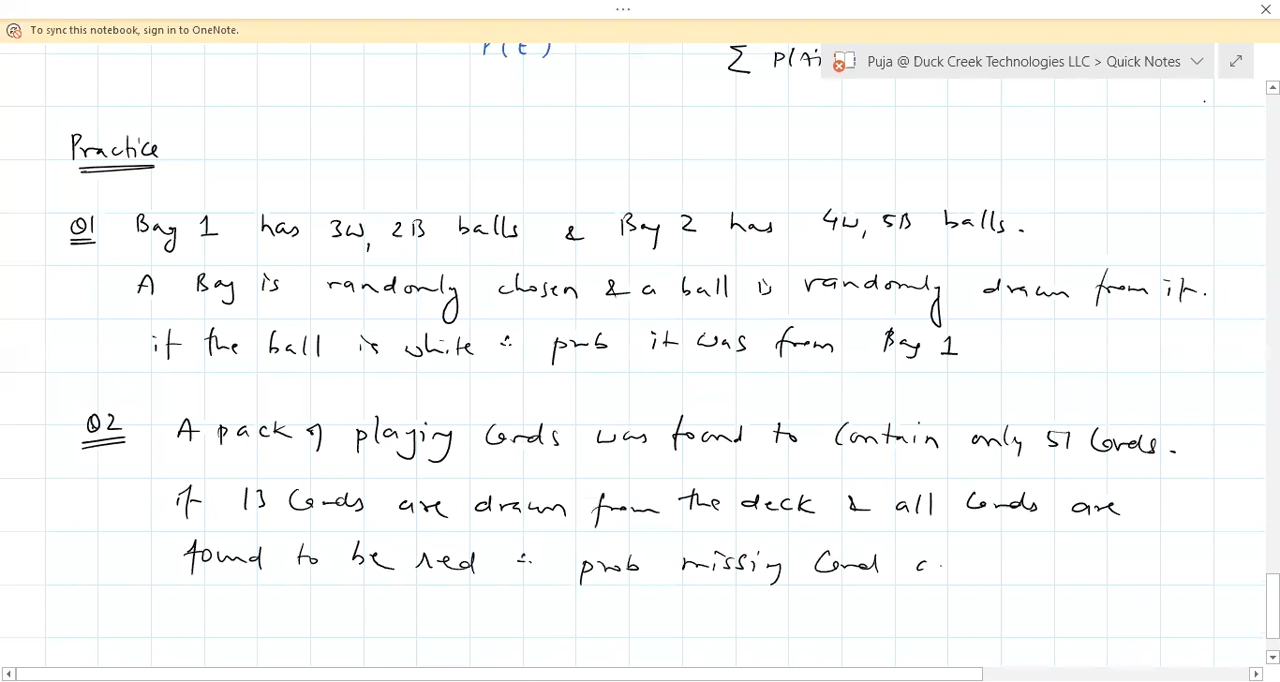 To sync this notebook, sign in to OneNote.
P(E)
Σ P(Ai
Puja @ Duck Creek Technologies LLC > Quick Notes
Practice
Q1 Bag 1 has 3W, 2B balls & Bag 2 has 4W, 5B balls.
A Bag is randomly chosen & a ball is randomly drawn from it.
if the ball is white ∴ prob it was from Bag 1
Q2 A pack of playing Cards was found to Contain only 51 Cards.
if 13 Cards are drawn from the deck & all Cards are
found to be red ∴ prob missing Card